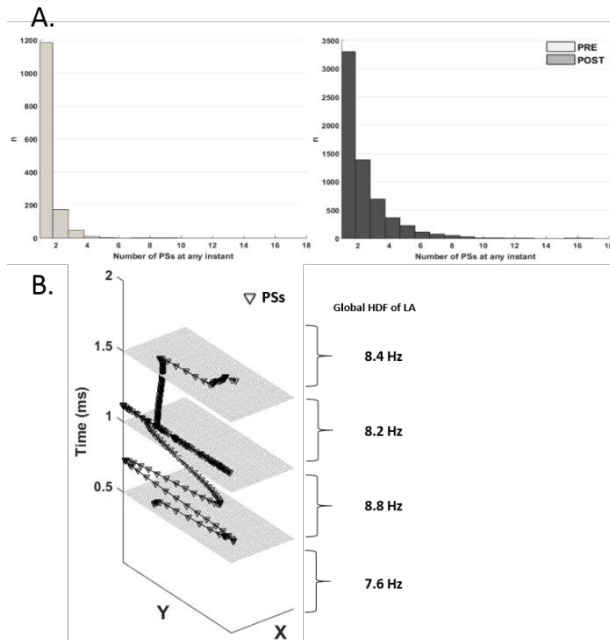 A.
1200
1000
800
600
400
200
0
n
2 4 6 8 10 12 14 16 18
Number of PSs at any instant
3500
3000
2500
2000
1500
1000
500
0
n
2 4 6 8 10 12 14 16 18
Number of PSs at any instant
PRE
POST
B.
2
1.5
1
0.5
Time (ms)
Y
X
PSs
Global HDF of LA
8.4 Hz
8.2 Hz
8.8 Hz
7.6 Hz